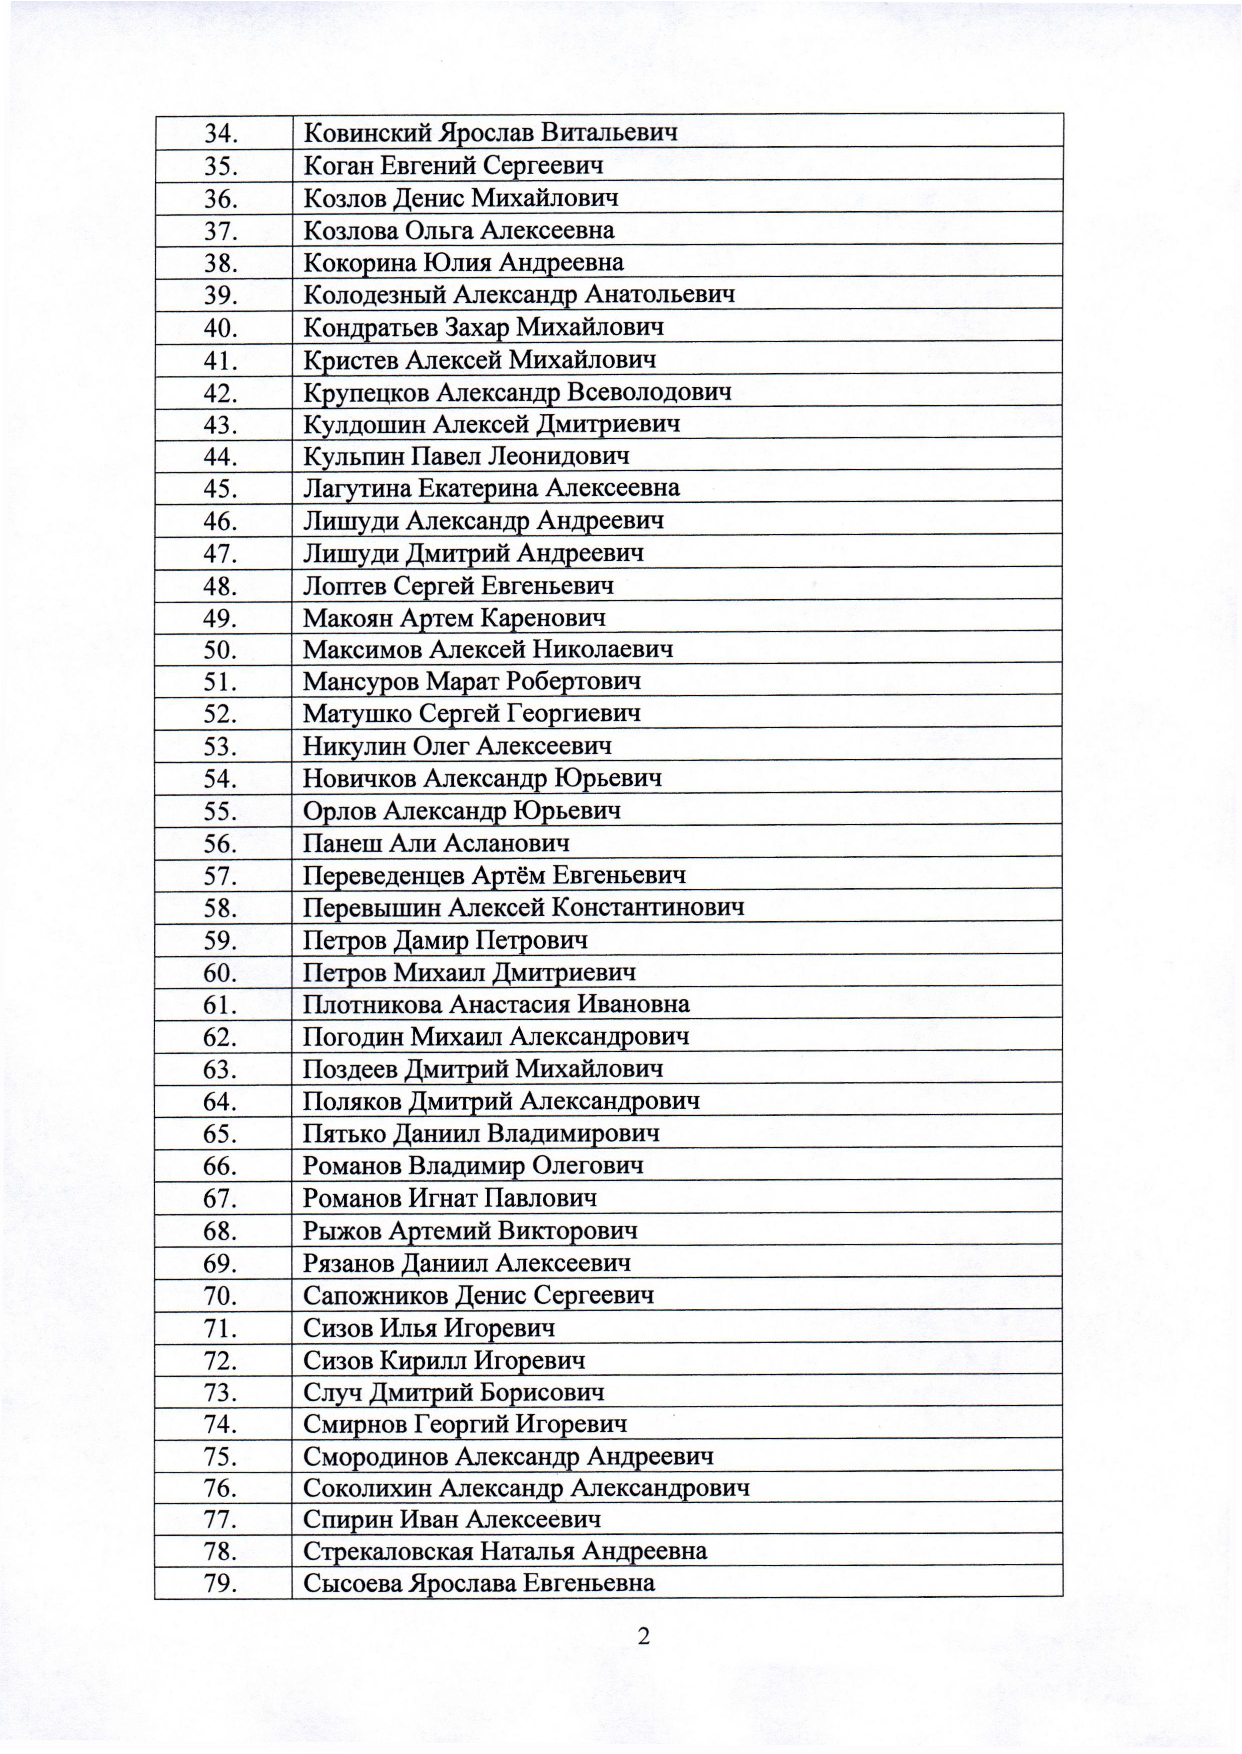 34. Ковинский Ярослав Витальевич
35. Коган Евгений Сергеевич
36. Козлов Денис Михайлович
37. Козлова Ольга Алексеевна
38. Кокорина Юлия Андреевна
39. Колодезный Александр Анатольевич
40. Кондратьев Захар Михайлович
41. Кристев Алексей Михайлович
42. Крупецков Александр Всеволодович
43. Кулдошин Алексей Дмитриевич
44. Кульпин Павел Леонидович
45. Лагутина Екатерина Алексеевна
46. Лишуди Александр Андреевич
47. Лишуди Дмитрий Андреевич
48. Лоптев Сергей Евгеньевич
49. Макоян Артем Каренович
50. Максимов Алексей Николаевич
51. Мансуров Марат Робертович
52. Матушко Сергей Георгиевич
53. Никулин Олег Алексеевич
54. Новичков Александр Юрьевич
55. Орлов Александр Юрьевич
56. Панеш Али Асланович
57. Переведенцев Артём Евгеньевич
58. Перевышин Алексей Константинович
59. Петров Дамир Петрович
60. Петров Михаил Дмитриевич
61. Плотникова Анастасия Ивановна
62. Погодин Михаил Александрович
63. Поздеев Дмитрий Михайлович
64. Поляков Дмитрий Александрович
65. Пятько Даниил Владимирович
66. Романов Владимир Олегович
67. Романов Игнат Павлович
68. Рыжов Артемий Викторович
69. Рязанов Даниил Алексеевич
70. Сапожников Денис Сергеевич
71. Сизов Илья Игоревич
72. Сизов Кирилл Игоревич
73. Случ Дмитрий Борисович
74. Смирнов Георгий Игоревич
75. Смородинов Александр Андреевич
76. Соколихин Александр Александрович
77. Спирин Иван Алексеевич
78. Стрекаловская Наталья Андреевна
79. Сысоева Ярослава Евгеньевна
2